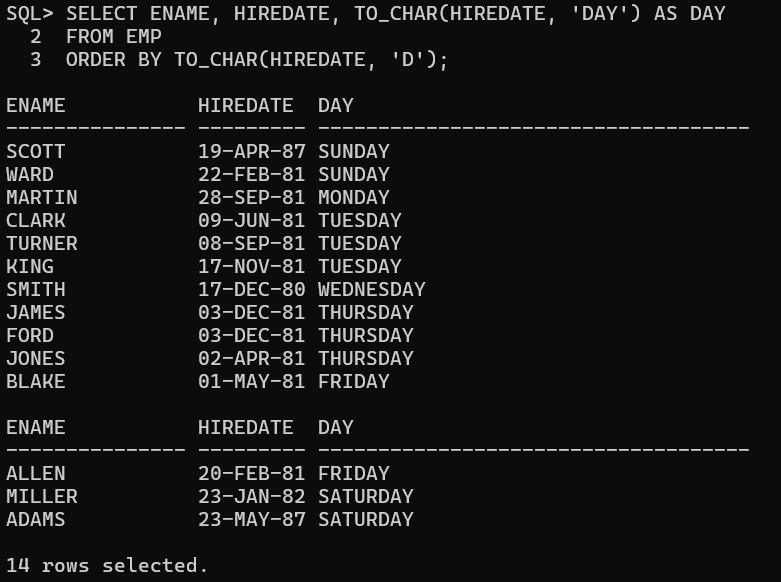 SQL> SELECT ENAME, HIREDATE, TO_CHAR(HIREDATE, 'DAY') AS DAY
  2  FROM EMP
  3  ORDER BY TO_CHAR(HIREDATE, 'D');

ENAME           HIREDATE  DAY
--------------- --------- ------------------------------------
SCOTT           19-APR-87 SUNDAY
WARD            22-FEB-81 SUNDAY
MARTIN          28-SEP-81 MONDAY
CLARK           09-JUN-81 TUESDAY
TURNER          08-SEP-81 TUESDAY
KING            17-NOV-81 TUESDAY
SMITH           17-DEC-80 WEDNESDAY
JAMES           03-DEC-81 THURSDAY
FORD            03-DEC-81 THURSDAY
JONES           02-APR-81 THURSDAY
BLAKE           01-MAY-81 FRIDAY

ENAME           HIREDATE  DAY
--------------- --------- ------------------------------------
ALLEN           20-FEB-81 FRIDAY
MILLER          23-JAN-82 SATURDAY
ADAMS           23-MAY-87 SATURDAY

14 rows selected.